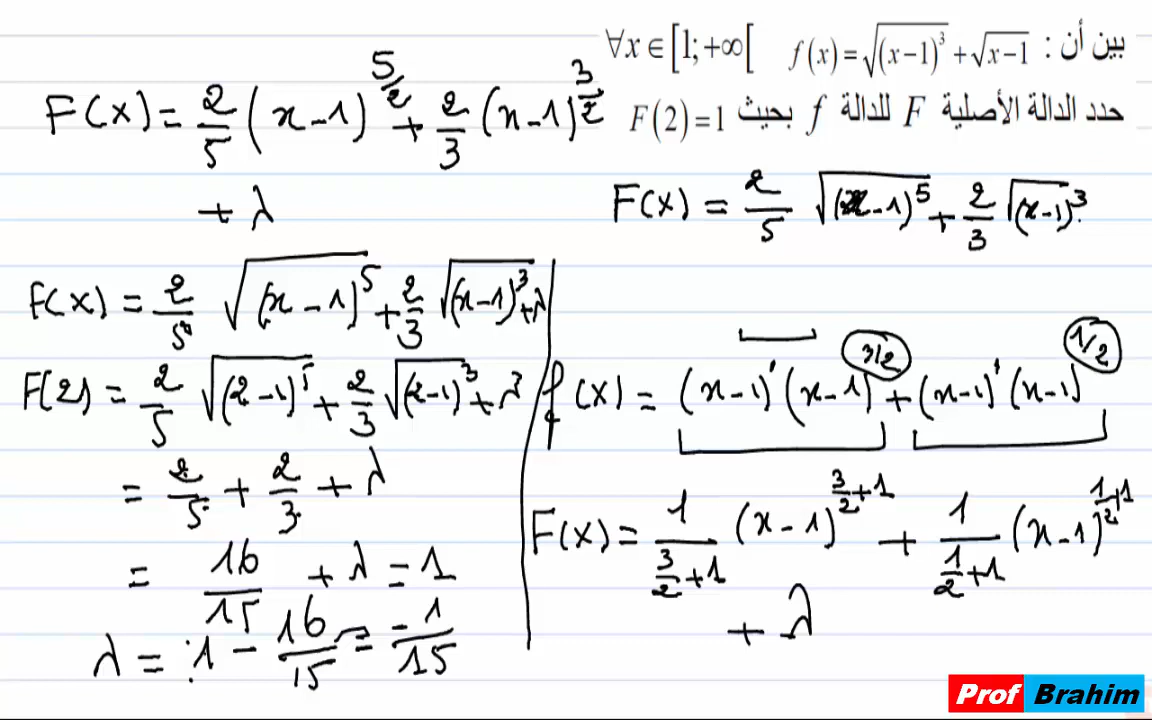 بين أن : f(x)=√(x−1)³+√x−1 ∀x∈[1;+∞[
حدد الدالة الأصلية F للدالة f بحيث F(2)=1
F(x)= 2/5 (x−1)^5/2 + 2/3 (x−1)^3/2
+ λ
F(x) = 2/5 √(x−1)⁵ + 2/3 √(x−1)³
F(x) = 2/5 √(x−1)⁵ + 2/3 √(x−1)³ + λ
F(2) = 2/5 √(2−1)⁵ + 2/3 √(2−1)³ + λ
= 2/5 + 2/3 + λ
= 16/15 + λ = 1
λ = 1 − 16/15 = −1/15
f(x) = (x−1)'(x−1)^3/2 + (x−1)'(x−1)^1/2
F(x) = 1/(3/2+1) (x−1)^(3/2+1) + 1/(1/2+1) (x−1)^(1/2+1)
+ λ
Prof Brahim